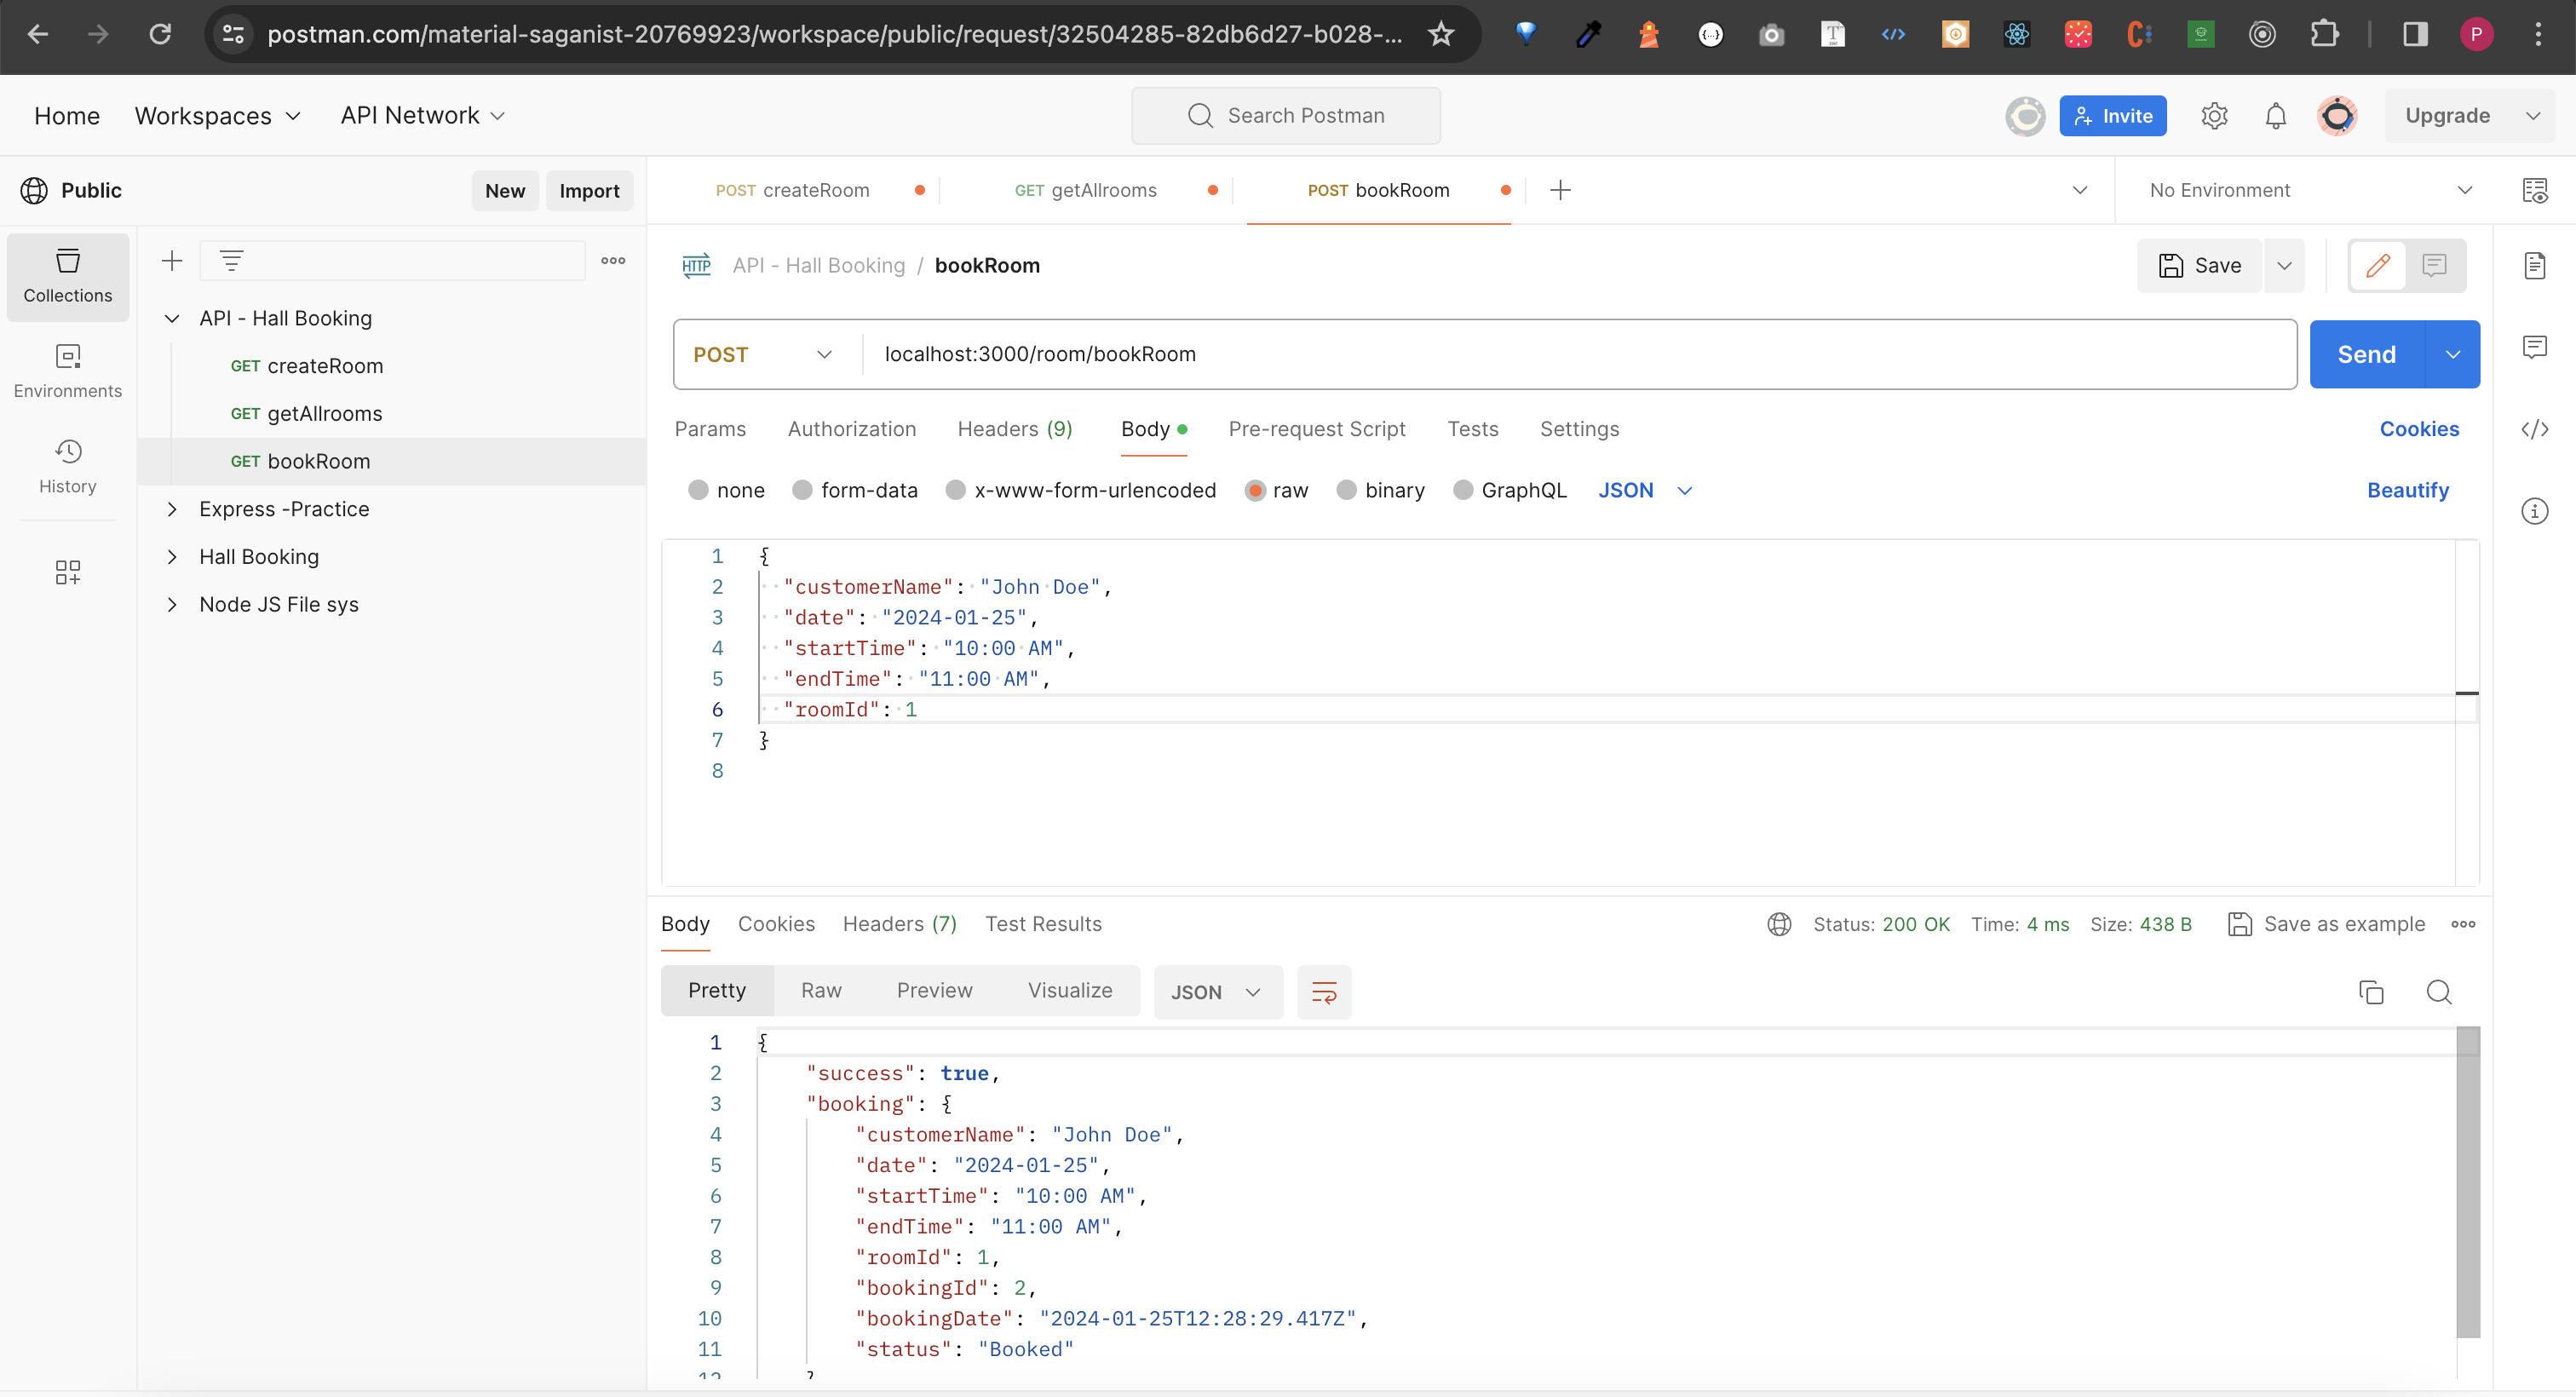 postman.com/material-saganist-20769923/workspace/public/request/32504285-82db6d27-b028-...
P
Home Workspaces API Network Search Postman Invite Upgrade
Public New Import
POST createRoom GET getAllrooms POST bookRoom No Environment
Collections
Environments
History
API - Hall Booking
GET createRoom
GET getAllrooms
GET bookRoom
Express -Practice
Hall Booking
Node JS File sys
HTTP API - Hall Booking / bookRoom Save
POST localhost:3000/room/bookRoom Send
Params Authorization Headers (9) Body Pre-request Script Tests Settings Cookies
none form-data x-www-form-urlencoded raw binary GraphQL JSON Beautify
1 {
2 "customerName": "John Doe",
3 "date": "2024-01-25",
4 "startTime": "10:00 AM",
5 "endTime": "11:00 AM",
6 "roomId": 1
7 }
8
Body Cookies Headers (7) Test Results Status: 200 OK Time: 4 ms Size: 438 B Save as example
Pretty Raw Preview Visualize JSON
1 {
2 "success": true,
3 "booking": {
4 "customerName": "John Doe",
5 "date": "2024-01-25",
6 "startTime": "10:00 AM",
7 "endTime": "11:00 AM",
8 "roomId": 1,
9 "bookingId": 2,
10 "bookingDate": "2024-01-25T12:28:29.417Z",
11 "status": "Booked"